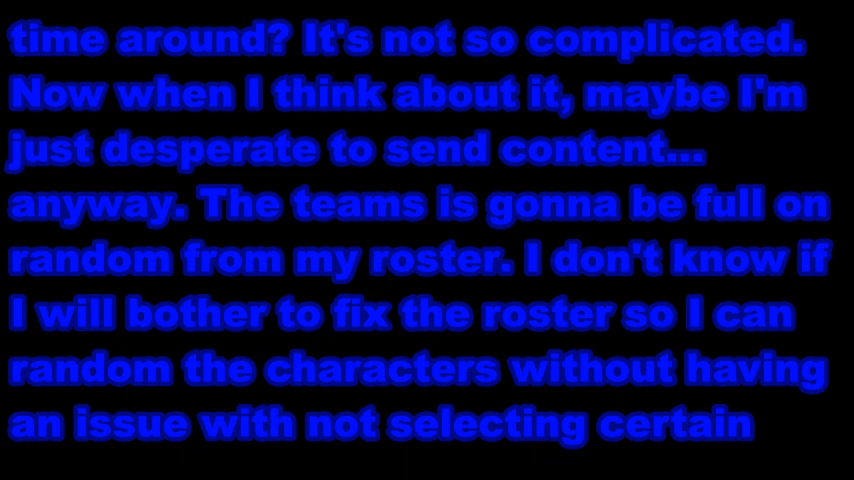 time around? It's not so complicated.
Now when I think about it, maybe I'm
just desperate to send content...
anyway. The teams is gonna be full on
random from my roster. I don't know if
I will bother to fix the roster so I can
random the characters without having
an issue with not selecting certain